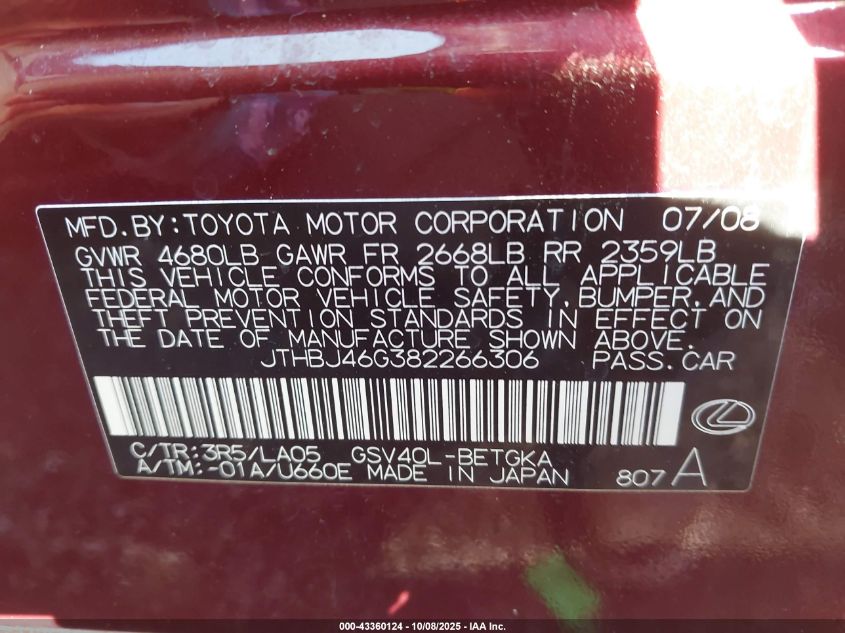 MFD. BY: TOYOTA MOTOR CORPORATION 07/08
GVWR 4680LB GAWR FR 2668LB RR 2359LB
THIS VEHICLE CONFORMS TO ALL APPLICABLE
FEDERAL MOTOR VEHICLE SAFETY, BUMPER, AND
THEFT PREVENTION STANDARDS IN EFFECT ON
THE DATE OF MANUFACTURE SHOWN ABOVE.
JTHBJ46G382266306 PASS. CAR
C/TR: 3R5/LA05 GSV40L-BETGKA
A/TM: -01A/U660E MADE IN JAPAN 807 A
000-43360124 - 10/08/2025 - IAA Inc.